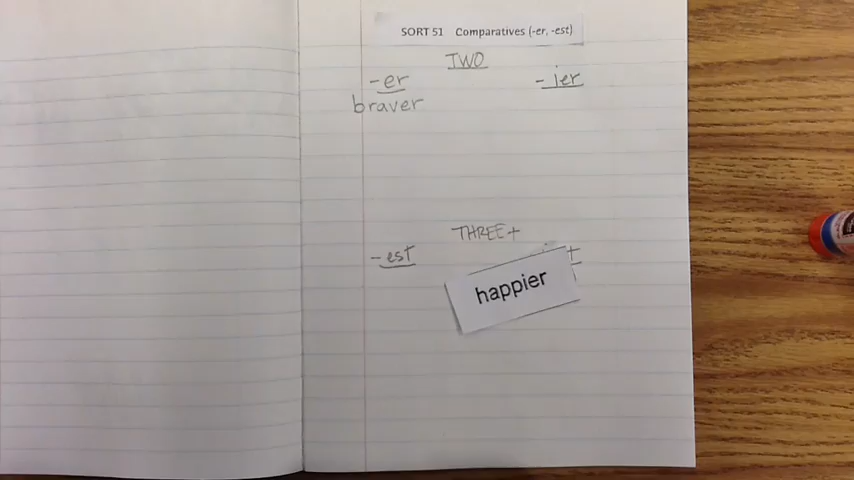 SORT 51 Comparatives (-er, -est)
TWO
-er -ier
braver
THREE+
-est
happier